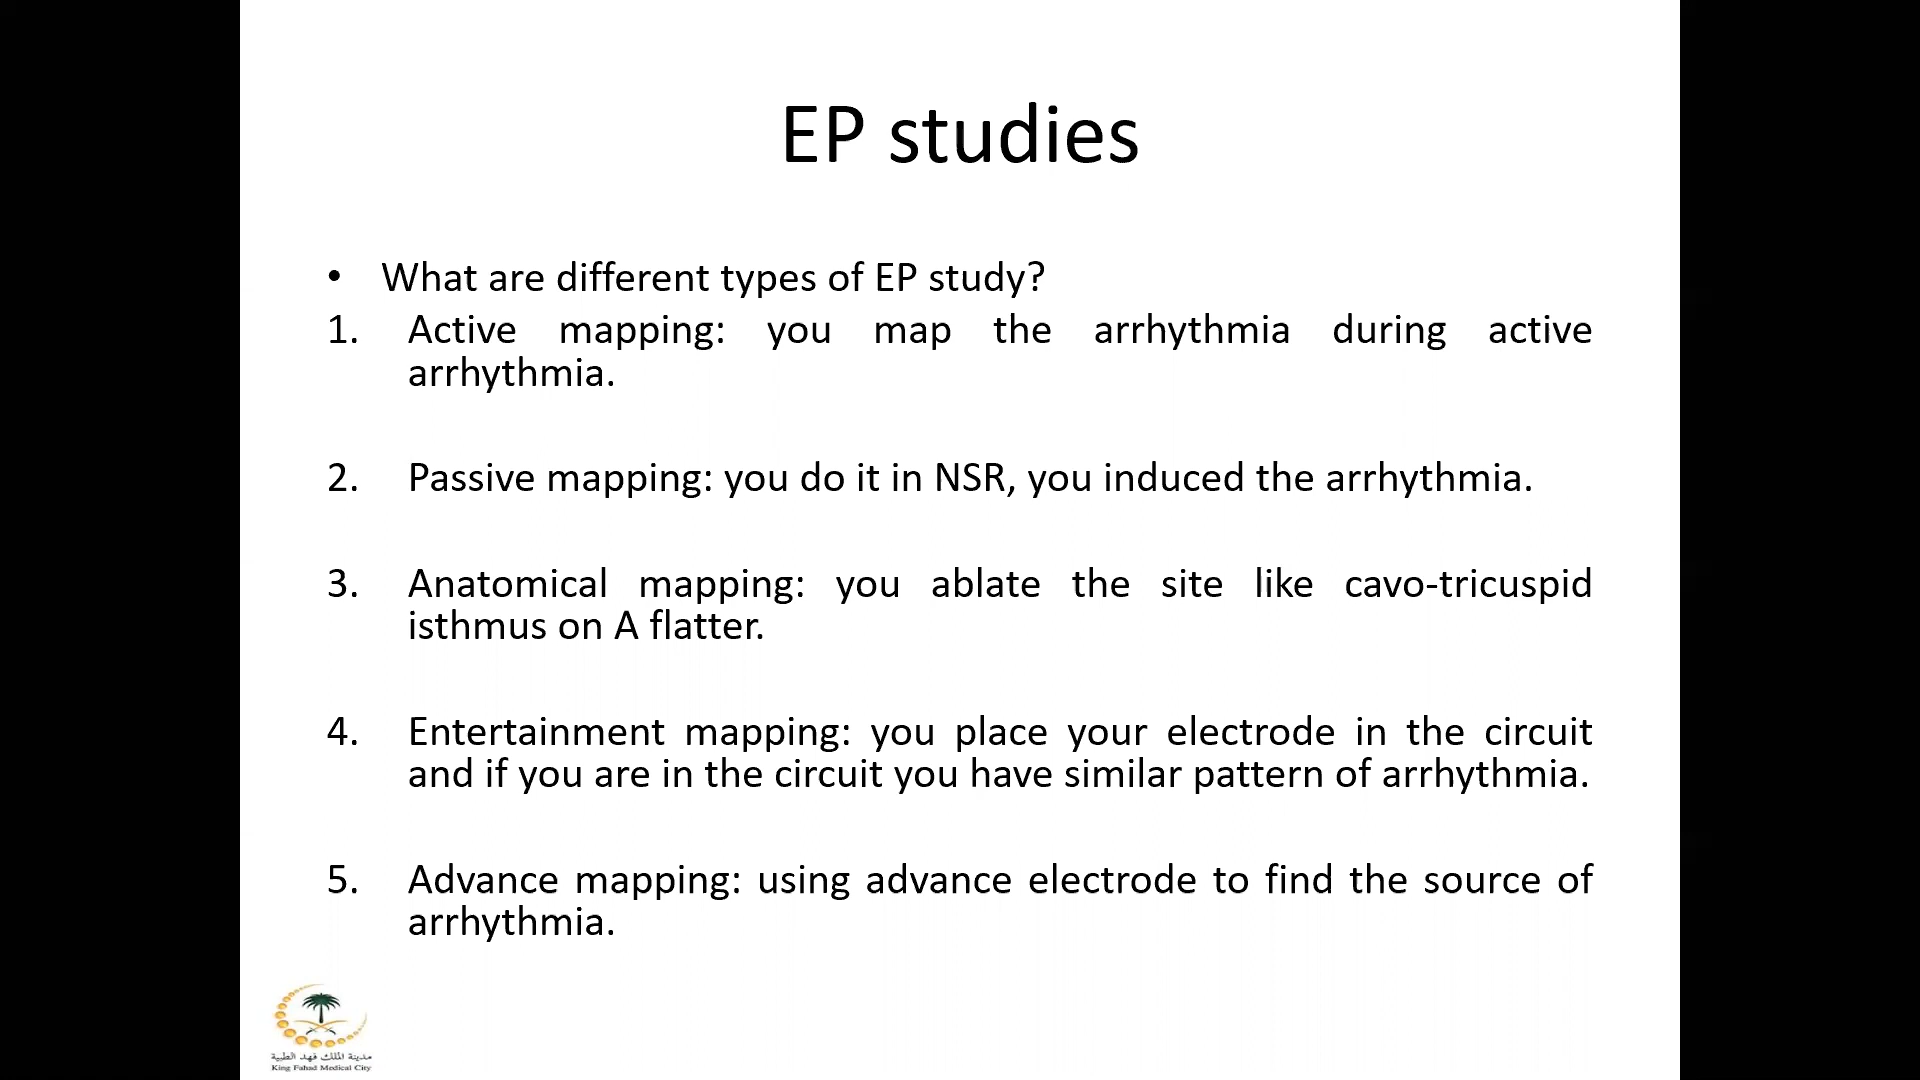 EP studies
• What are different types of EP study?
1. Active mapping: you map the arrhythmia during active
arrhythmia.
2. Passive mapping: you do it in NSR, you induced the arrhythmia.
3. Anatomical mapping: you ablate the site like cavo-tricuspid
isthmus on A flatter.
4. Entertainment mapping: you place your electrode in the circuit
and if you are in the circuit you have similar pattern of arrhythmia.
5. Advance mapping: using advance electrode to find the source of
arrhythmia.
مدينة الملك فهد الطبية
King Fahad Medical City